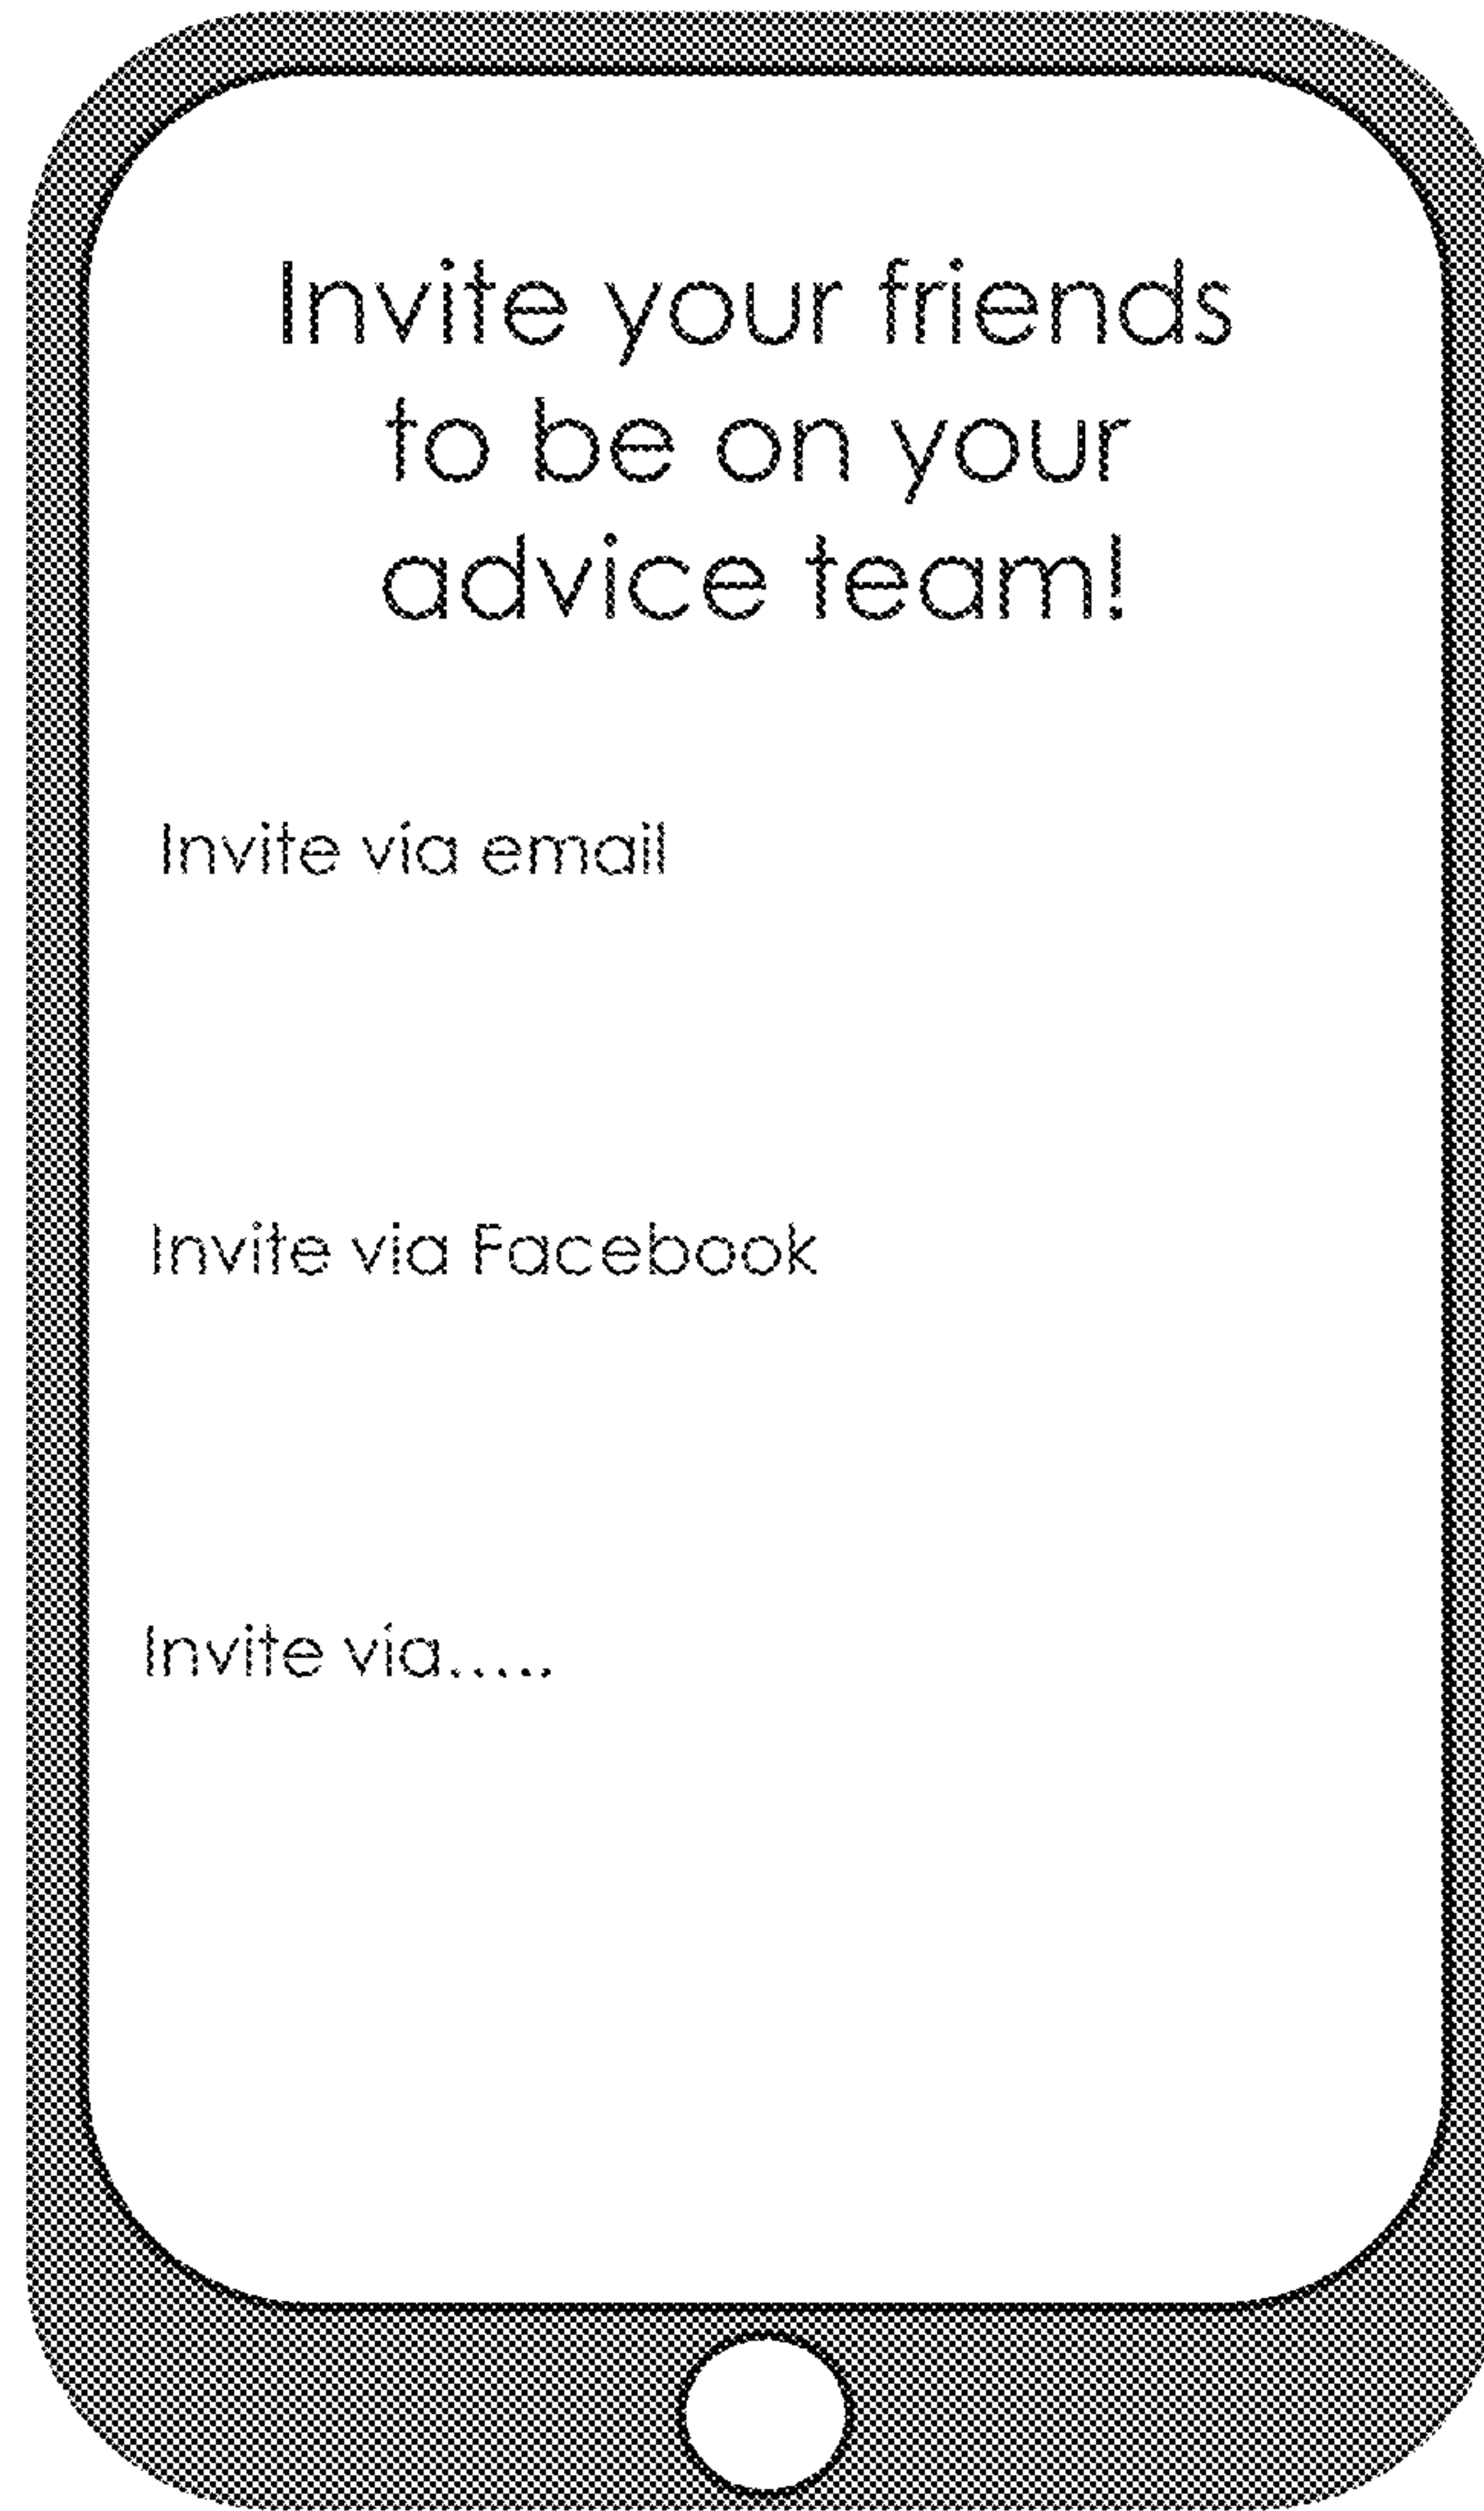 Invite your friends
to be on your
advice team!
Invite via email
Invite via Facebook
Invite via.....